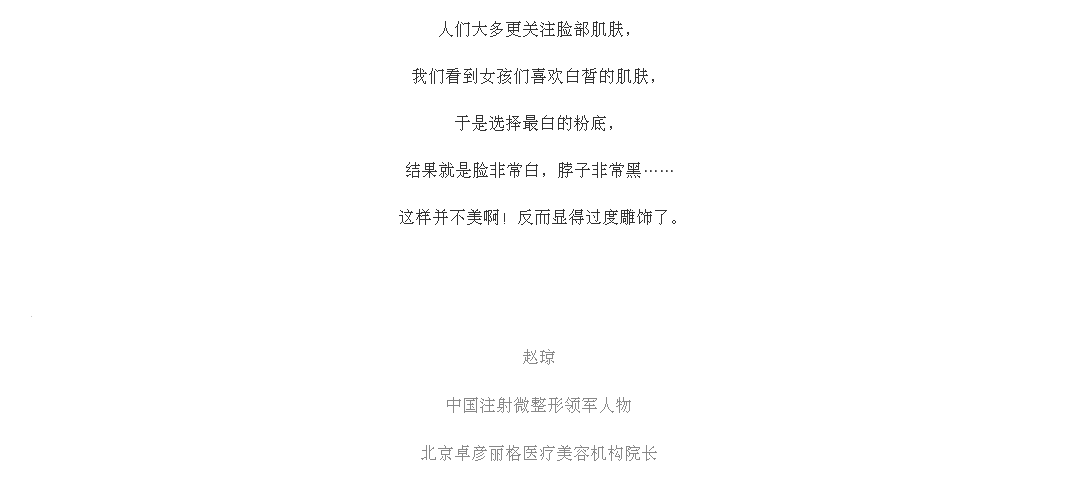 人们大多更关注脸部肌肤，
我们看到女孩们喜欢白皙的肌肤，
于是选择最白的粉底，
结果就是脸非常白，脖子非常黑……
这样并不美啊！反而显得过度雕饰了。
赵琼
中国注射微整形领军人物
北京卓彦丽格医疗美容机构院长